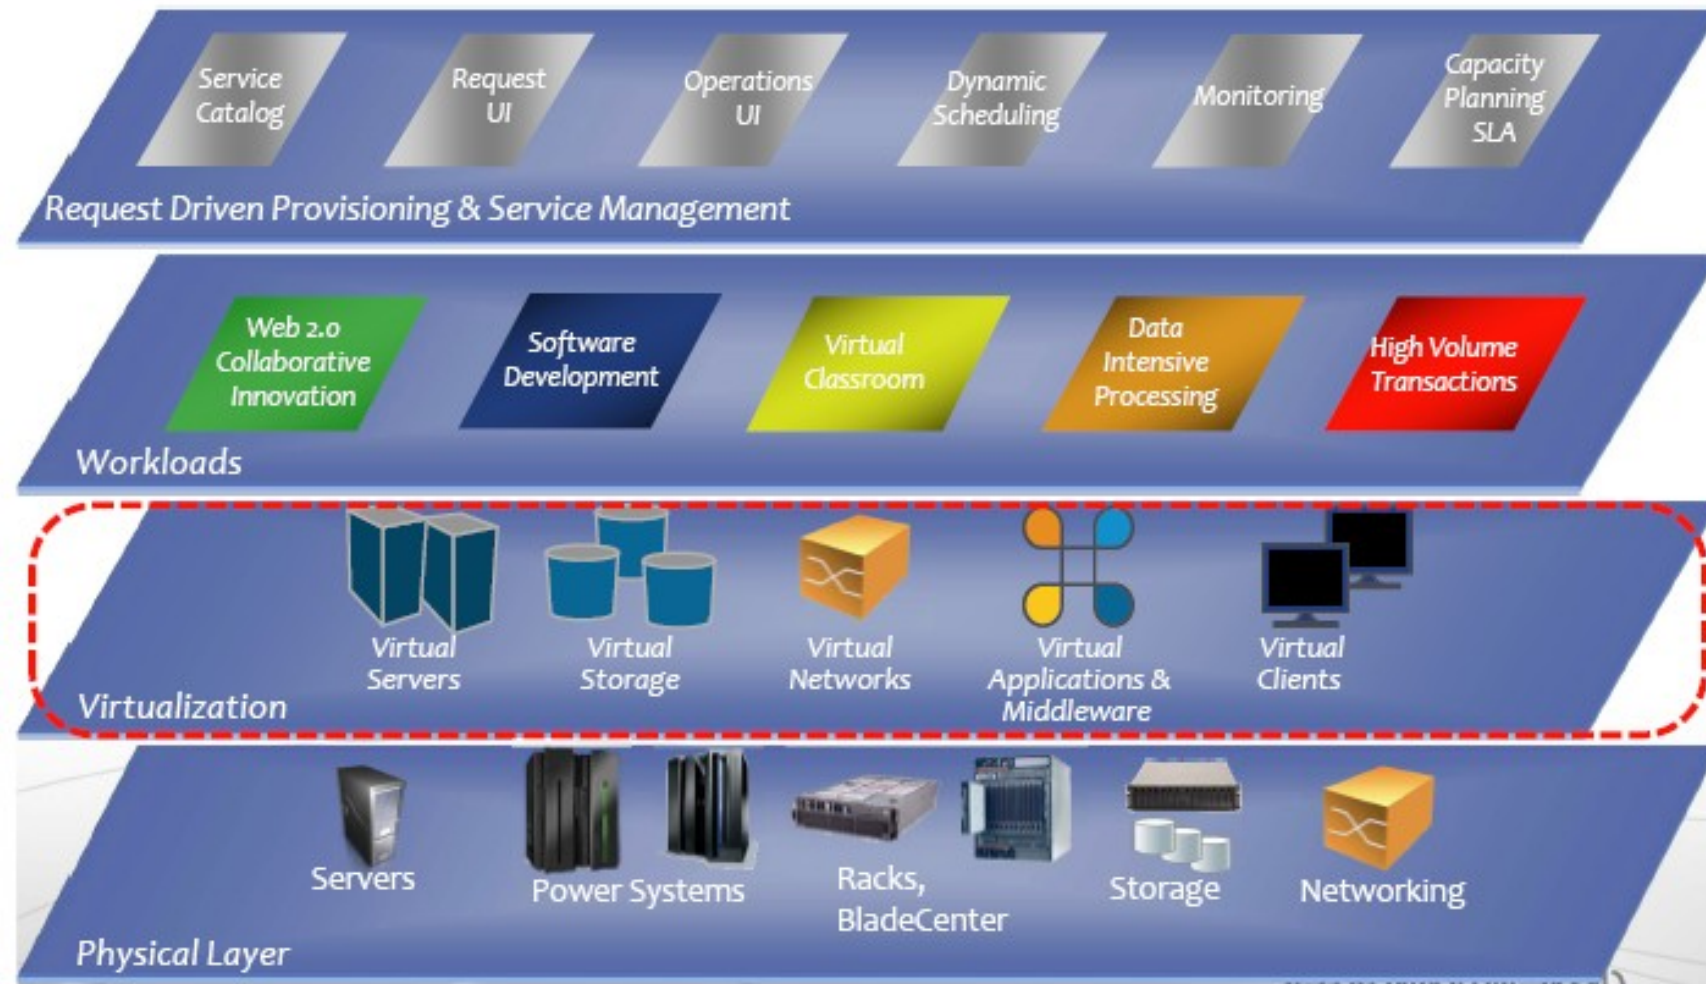 Service
Catalog
Request
UI
Operations
UI
Dynamic
Scheduling
Monitoring
Capacity
Planning
SLA
Request Driven Provisioning & Service Management
Web 2.0
Collaborative
Innovation
Software
Development
Virtual
Classroom
Data
Intensive
Processing
High Volume
Transactions
Workloads
Virtual
Servers
Virtual
Storage
Virtual
Networks
Virtual
Applications &
Middleware
Virtual
Clients
Virtualization
Servers
Power Systems
Racks,
BladeCenter
Storage
Networking
Physical Layer